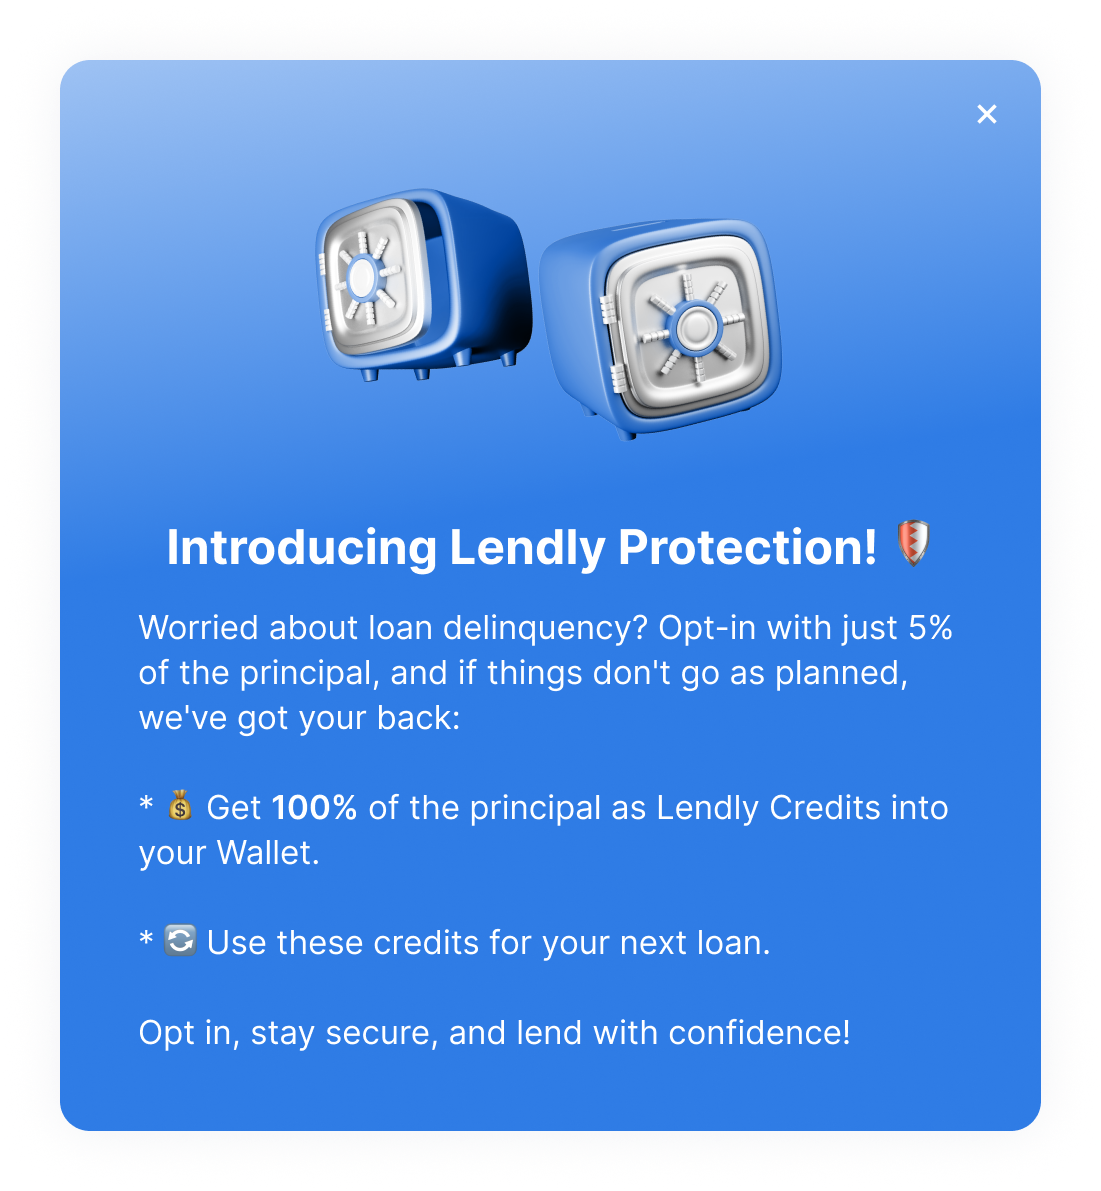 Introducing Lendly Protection! 🛡️
Worried about loan delinquency? Opt-in with just 5%
of the principal, and if things don't go as planned,
we've got your back:
* 💰 Get 100% of the principal as Lendly Credits into
your Wallet.
* 🔄 Use these credits for your next loan.
Opt in, stay secure, and lend with confidence!